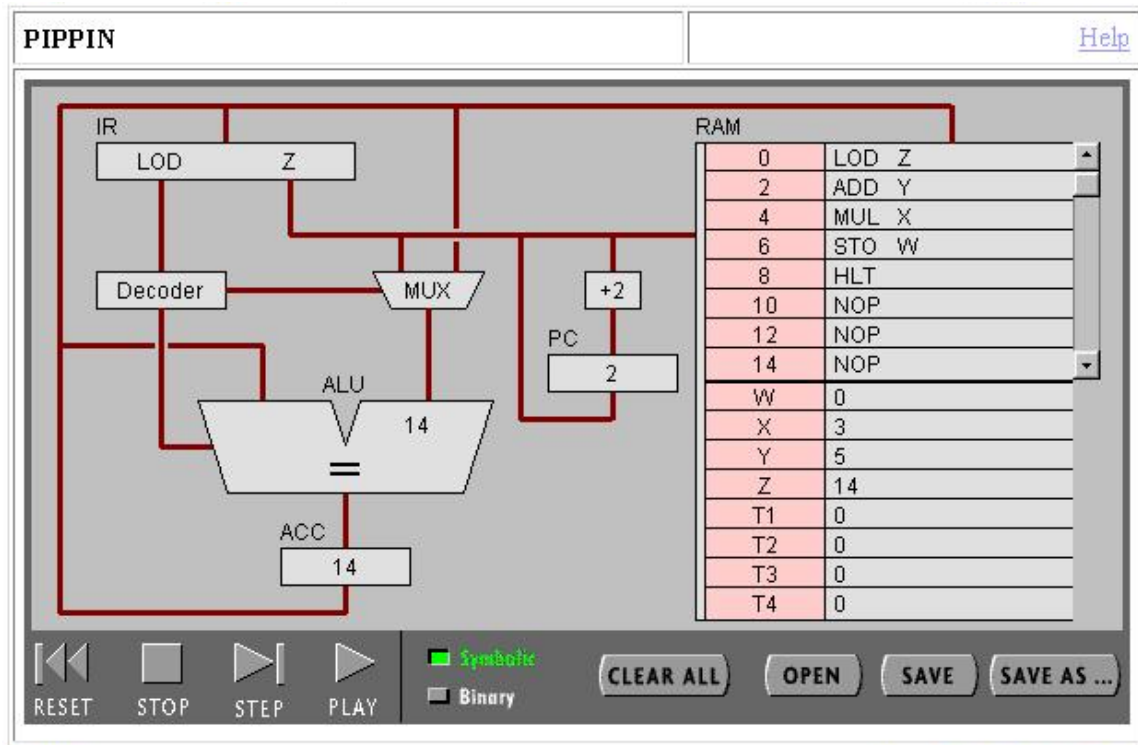 PIPPIN
Help
IR
LOD Z
RAM
0 LOD Z
2 ADD Y
4 MUL X
6 STO W
8 HLT
10 NOP
12 NOP
14 NOP
W 0
X 3
Y 5
Z 14
T1 0
T2 0
T3 0
T4 0
Decoder
MUX
+2
PC
2
ALU
14
=
ACC
14
RESET
STOP
STEP
PLAY
Symbolic
Binary
CLEAR ALL
OPEN
SAVE
SAVE AS ...